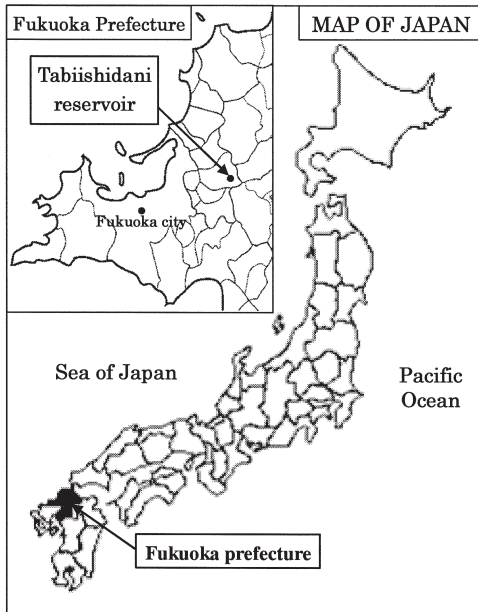 Fukuoka Prefecture
MAP OF JAPAN
Tabiishidani
reservoir
Fukuoka city
Sea of Japan
Pacific
Ocean
Fukuoka prefecture